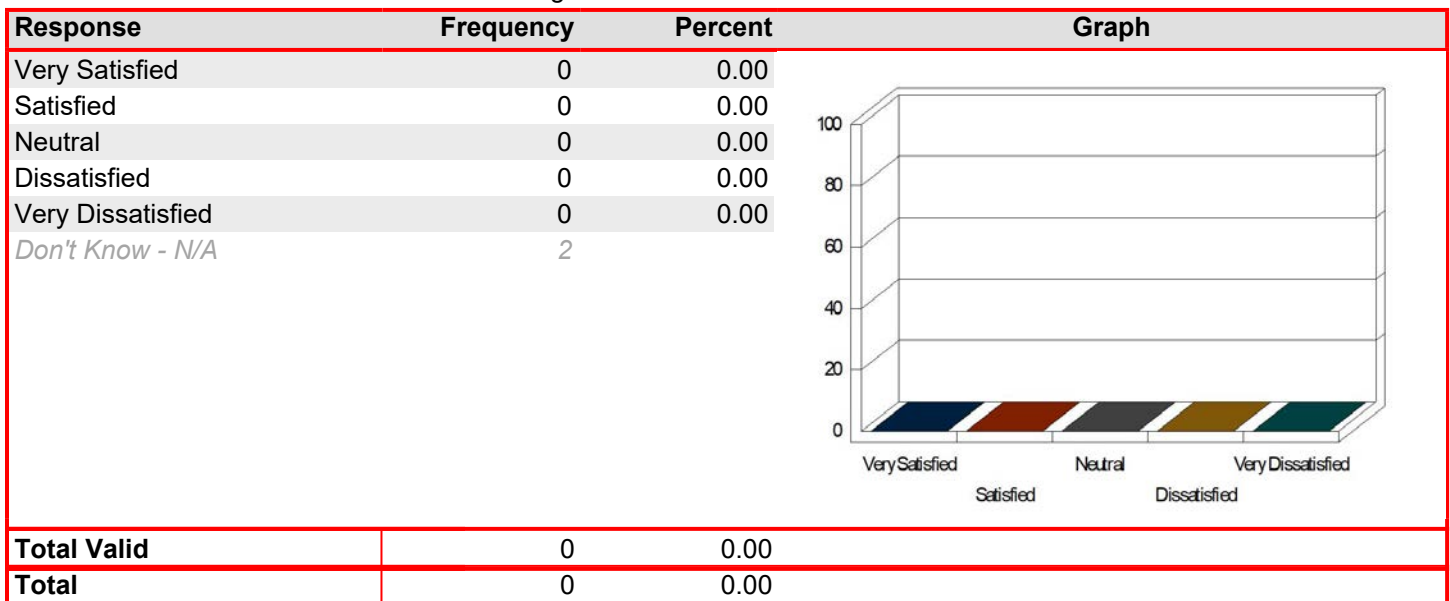 Response Frequency Percent Graph
Very Satisfied 0 0.00
Satisfied 0 0.00
Neutral 0 0.00
Dissatisfied 0 0.00
Very Dissatisfied 0 0.00
Don't Know - N/A 2
100
80
60
40
20
0
Very Satisfied Neutral Very Dissatisfied
Satisfied Dissatisfied
Total Valid 0 0.00
Total 0 0.00